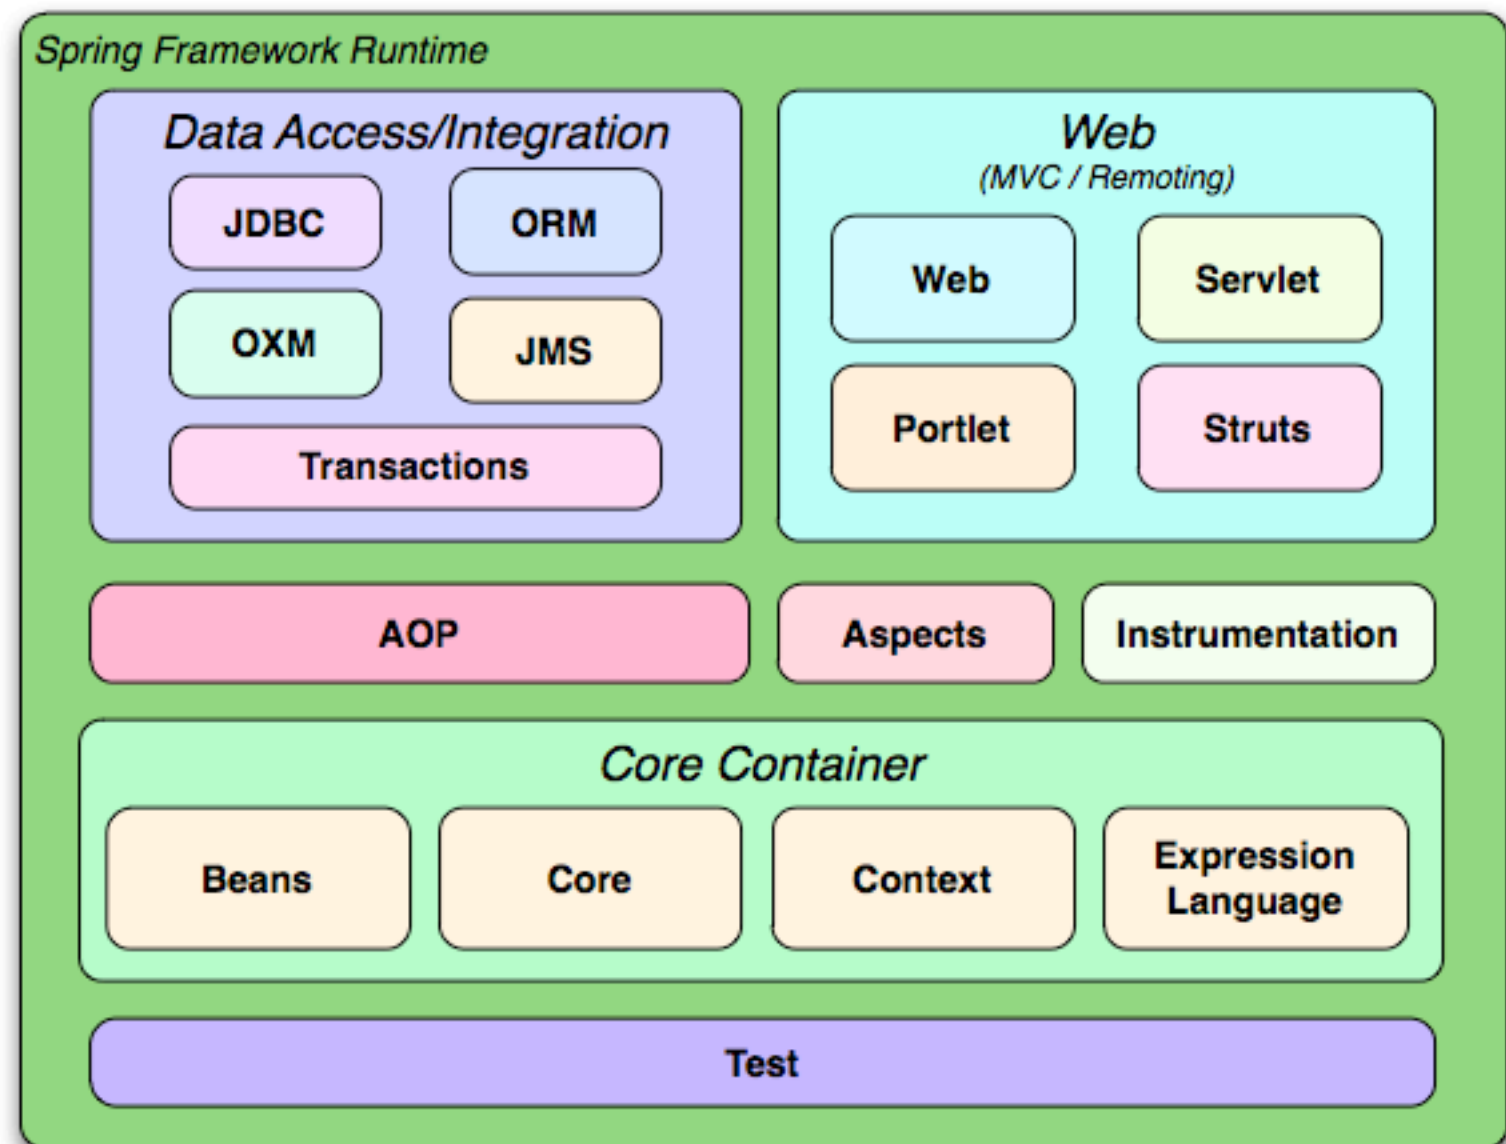 Spring Framework Runtime
Data Access/Integration
JDBC
ORM
OXM
JMS
Transactions
Web
(MVC / Remoting)
Web
Servlet
Portlet
Struts
AOP
Aspects
Instrumentation
Core Container
Beans
Core
Context
Expression
Language
Test